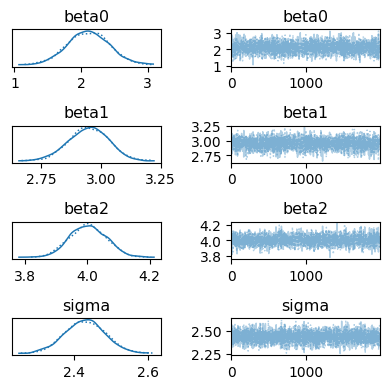 beta0 beta0
3
2
1
1 2 3 0 1000
beta1 beta1
3.25
3.00
2.75
2.75 3.00 3.25 0 1000
beta2 beta2
4.2
4.0
3.8
3.8 4.0 4.2 0 1000
sigma sigma
2.50
2.25
2.4 2.6 0 1000